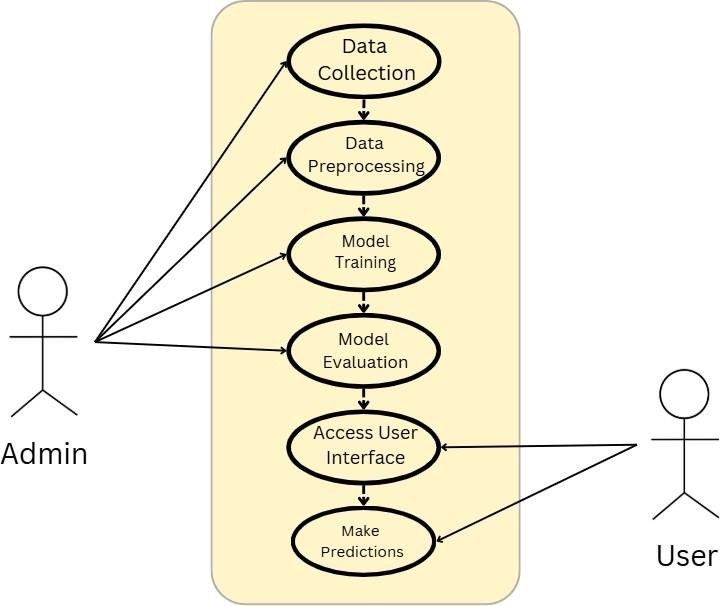 Data
Collection
Data
Preprocessing
Model
Training
Model
Evaluation
Access User
Interface
Make
Predictions
Admin
User